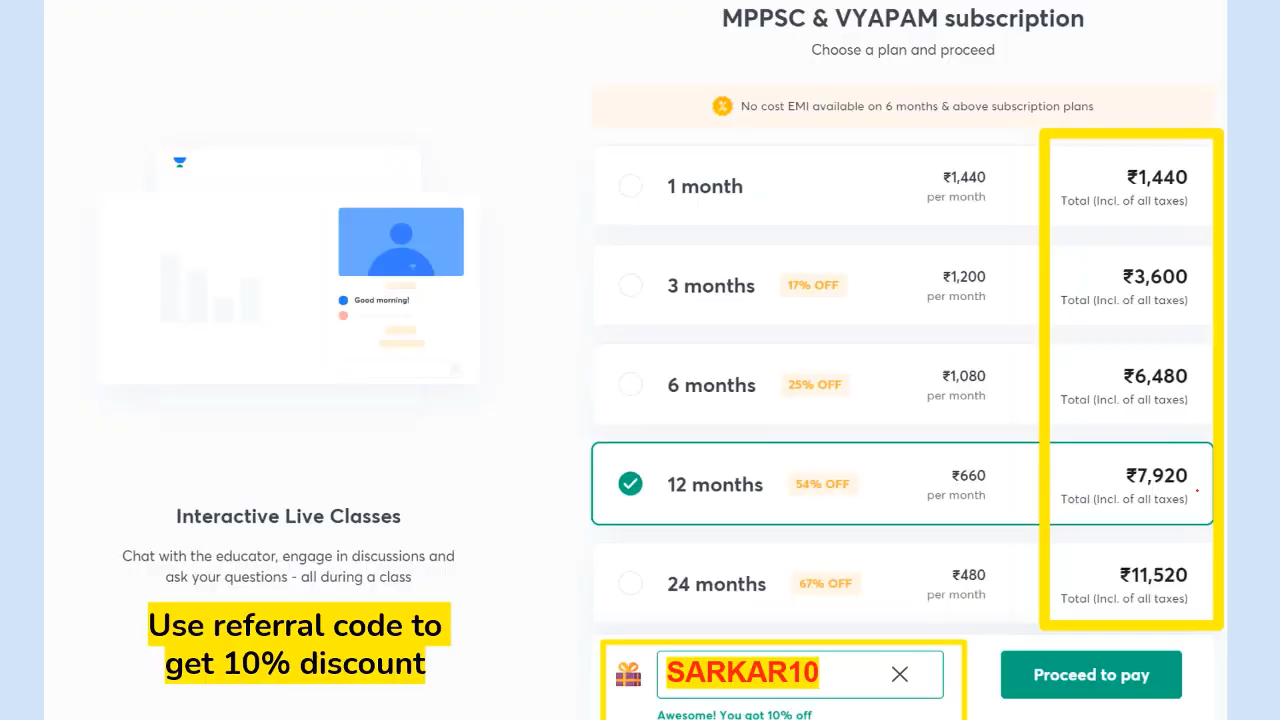 MPPSC & VYAPAM subscription
Choose a plan and proceed
No cost EMI available on 6 months & above subscription plans
1 month
₹1,440
per month
₹1,440
Total (Incl. of all taxes)
3 months
17% OFF
₹1,200
per month
₹3,600
Total (Incl. of all taxes)
6 months
25% OFF
₹1,080
per month
₹6,480
Total (Incl. of all taxes)
12 months
54% OFF
₹660
per month
₹7,920
Total (Incl. of all taxes)
24 months
67% OFF
₹480
per month
₹11,520
Total (Incl. of all taxes)
SARKAR10
Awesome! You got 10% off
Proceed to pay
Good morning!
Interactive Live Classes
Chat with the educator, engage in discussions and
ask your questions - all during a class
Use referral code to
get 10% discount